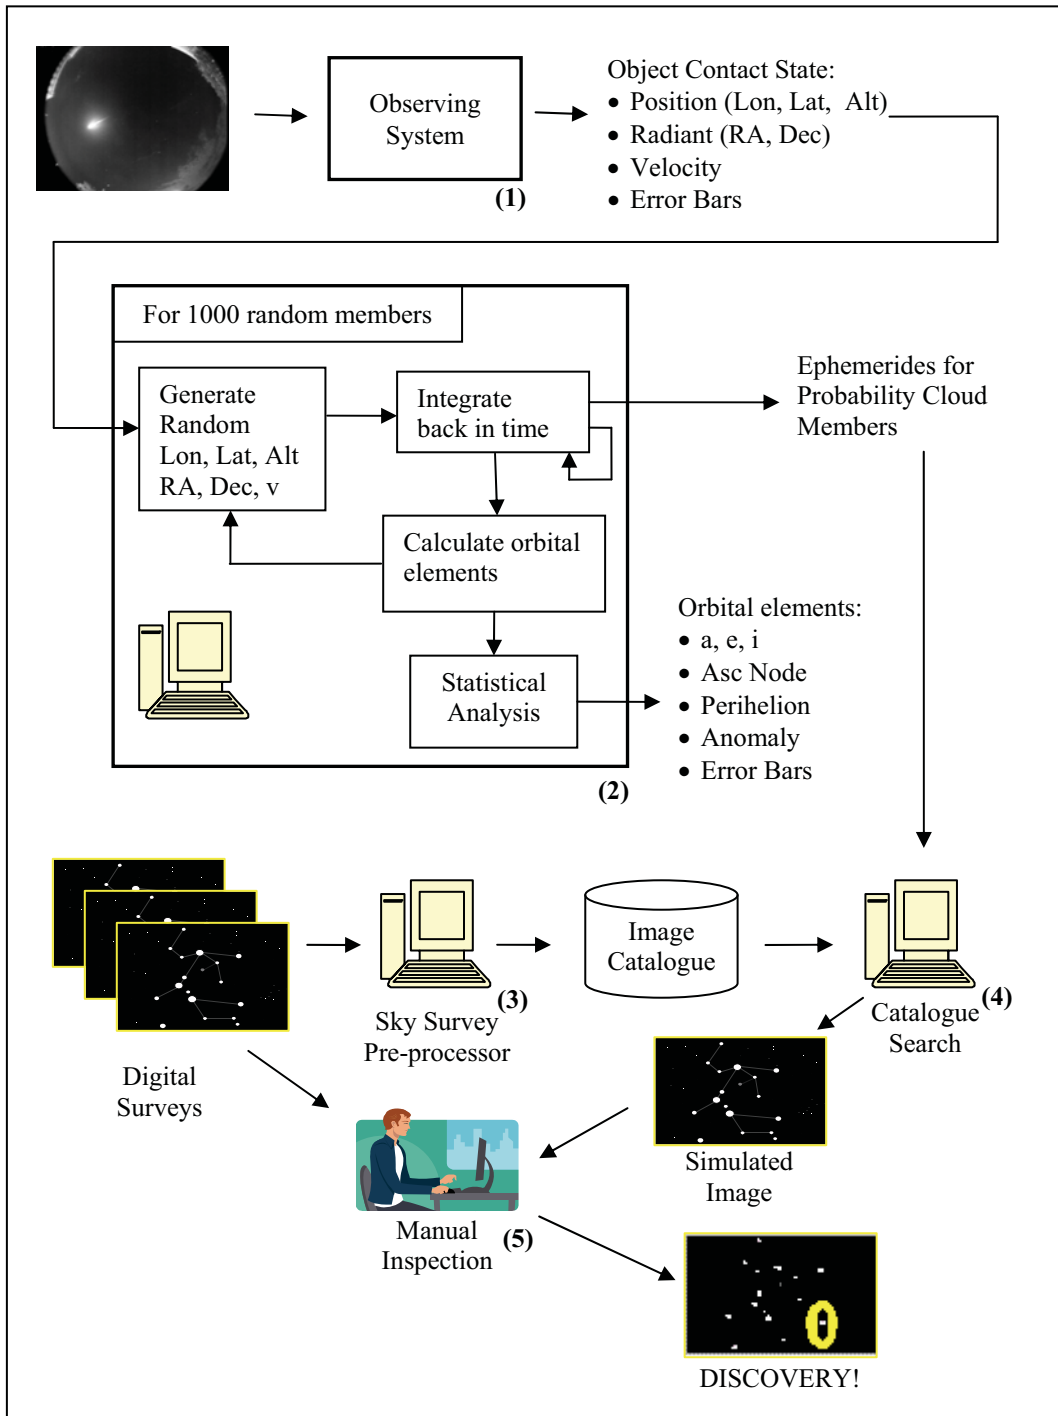 Observing
System
(1)
Object Contact State:
• Position (Lon, Lat, Alt)
• Radiant (RA, Dec)
• Velocity
• Error Bars
For 1000 random members
Generate
Random
Lon, Lat, Alt
RA, Dec, v
Integrate
back in time
Ephemerides for
Probability Cloud
Members
Calculate orbital
elements
Statistical
Analysis
Orbital elements:
• a, e, i
• Asc Node
• Perihelion
• Anomaly
• Error Bars
(2)
Digital
Surveys
(3)
Sky Survey
Pre-processor
Image
Catalogue
(4)
Catalogue
Search
Simulated
Image
Manual
Inspection
(5)
DISCOVERY!